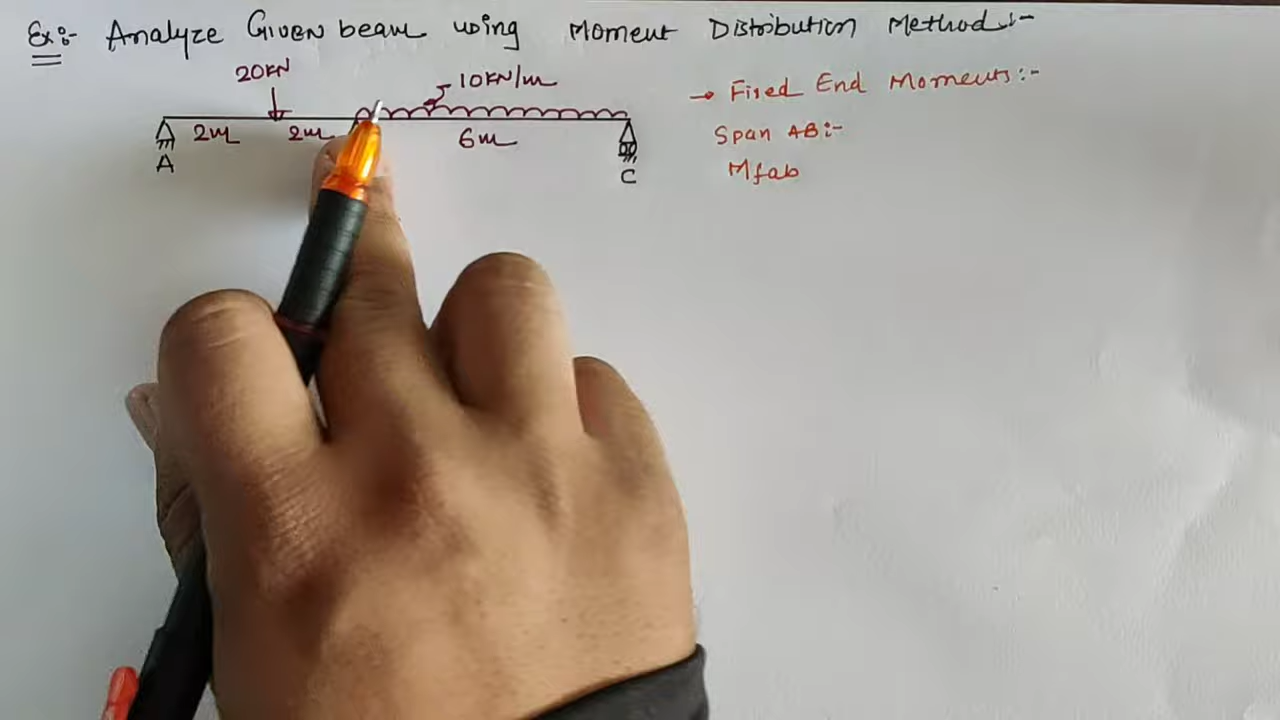 Ex:- Analyze Given beam using Moment Distribution Method:-
20KN
10KN/m
2m 2m 6m
A C
→ Fixed End Moments:-
Span AB:-
Mfab